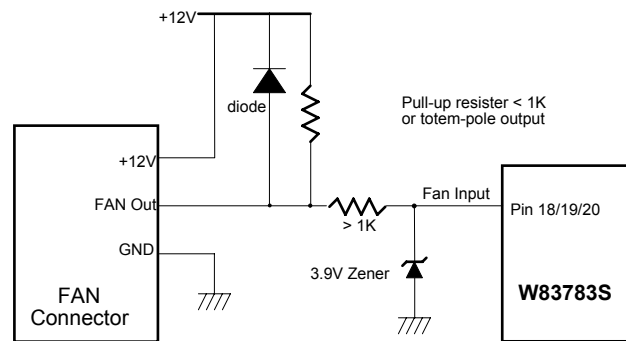 +12V
diode
Pull-up resister < 1K
or totem-pole output
+12V
FAN Out
GND
FAN
Connector
> 1K
Fan Input
3.9V Zener
Pin 18/19/20
W83783S